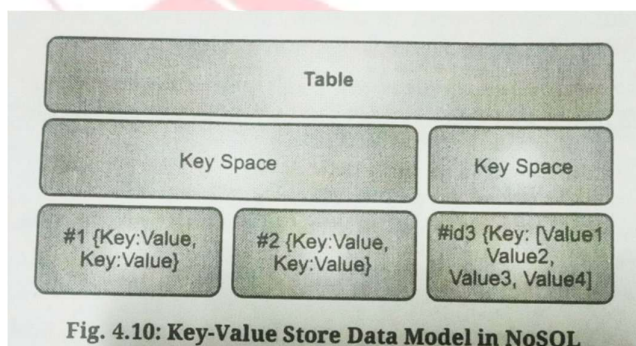 Table
Key Space
Key Space
#1 {Key:Value,
Key:Value}
#2 {Key:Value,
Key:Value}
#id3 {Key: [Value1
Value2,
Value3, Value4]
Fig. 4.10: Key-Value Store Data Model in NoSQL